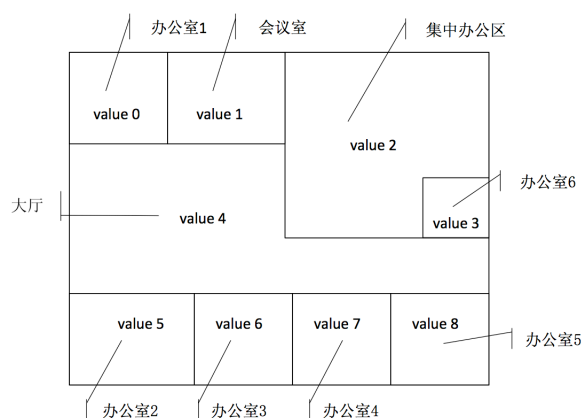 办公室1
会议室
集中办公区
value 0
value 1
value 2
办公室6
大厅
value 4
value 3
value 5
value 6
value 7
value 8
办公室5
办公室2
办公室3
办公室4